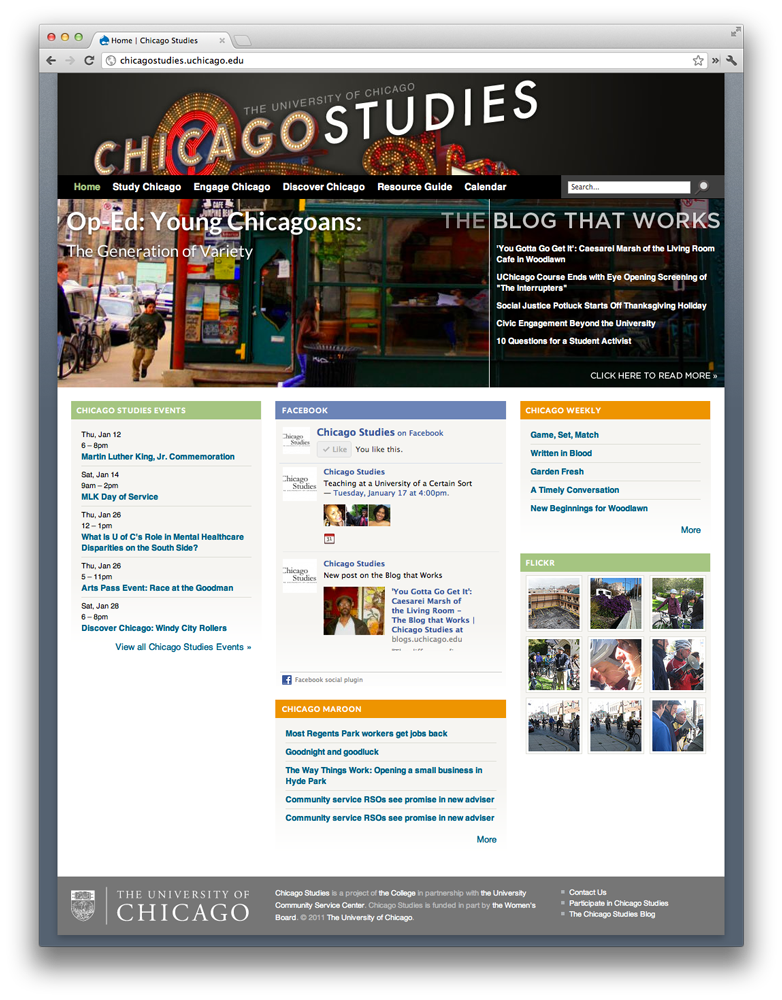 Home | Chicago Studies
chicagostudies.uchicago.edu
THE UNIVERSITY OF CHICAGO
CHICAGOSTUDIES
Home Study Chicago Engage Chicago Discover Chicago Resource Guide Calendar
Search...
Op-Ed: Young Chicagoans:
The Generation of Variety
THE BLOG THAT WORKS
'You Gotta Go Get It': Caesarei Marsh of the Living Room
Cafe in Woodlawn
UChicago Course Ends with Eye Opening Screening of
"The Interrupters"
Social Justice Potluck Starts Off Thanksgiving Holiday
Civic Engagement Beyond the University
10 Questions for a Student Activist
CLICK HERE TO READ MORE »
CHICAGO STUDIES EVENTS
Thu, Jan 12
6 – 8pm
Martin Luther King, Jr. Commemoration
Sat, Jan 14
9am – 2pm
MLK Day of Service
Thu, Jan 26
12 – 1pm
What is U of C's Role in Mental Healthcare
Disparities on the South Side?
Thu, Jan 26
5 – 11pm
Arts Pass Event: Race at the Goodman
Sat, Jan 28
6 – 8pm
Discover Chicago: Windy City Rollers
View all Chicago Studies Events »
FACEBOOK
Chicago
Studies
Chicago Studies on Facebook
Like You like this.
Chicago
Studies
Chicago Studies
Teaching at a University of a Certain Sort
— Tuesday, January 17 at 4:00pm.
31
Chicago
Studies
Chicago Studies
New post on the Blog that Works
'You Gotta Go Get It':
Caesarei Marsh of
the Living Room –
The Blog that Works |
Chicago Studies at
blogs.uchicago.edu
Facebook social plugin
CHICAGO MAROON
Most Regents Park workers get jobs back
Goodnight and goodluck
The Way Things Work: Opening a small business in
Hyde Park
Community service RSOs see promise in new adviser
Community service RSOs see promise in new adviser
More
CHICAGO WEEKLY
Game, Set, Match
Written in Blood
Garden Fresh
A Timely Conversation
New Beginnings for Woodlawn
More
FLICKR
THE UNIVERSITY OF
CHICAGO
Chicago Studies is a project of the College in partnership with the University
Community Service Center. Chicago Studies is funded in part by the Women's
Board. © 2011 The University of Chicago.
Contact Us
Participate in Chicago Studies
The Chicago Studies Blog